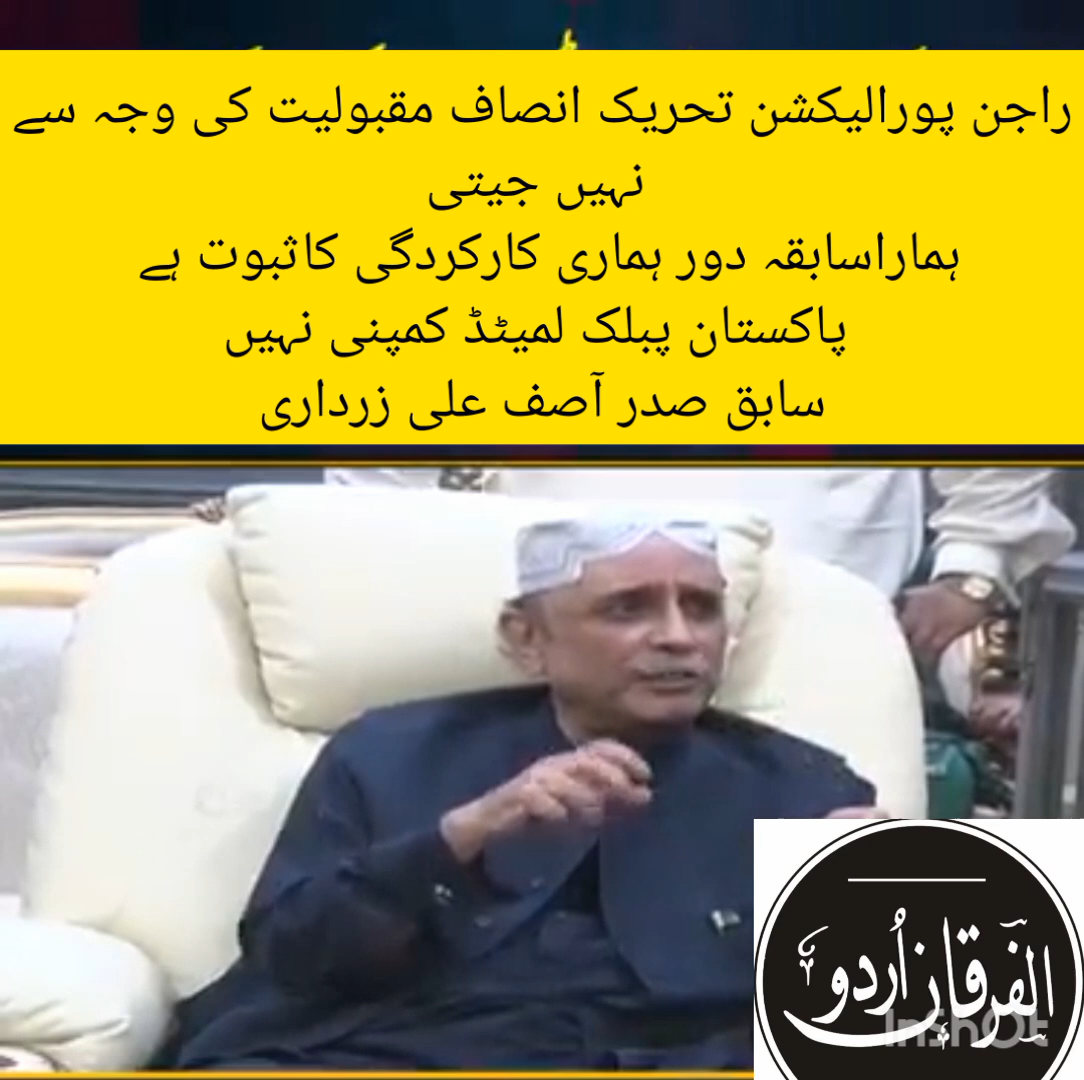 راجن پورالیکشن تحریک انصاف مقبولیت کی وجہ سے
نہیں جیتی
ہماراسابقہ دور ہماری کارکردگی کاثبوت ہے
پاکستان پبلک لمیٹڈ کمپنی نہیں
سابق صدر آصف علی زرداری
الفرقان اُردو
InShOt